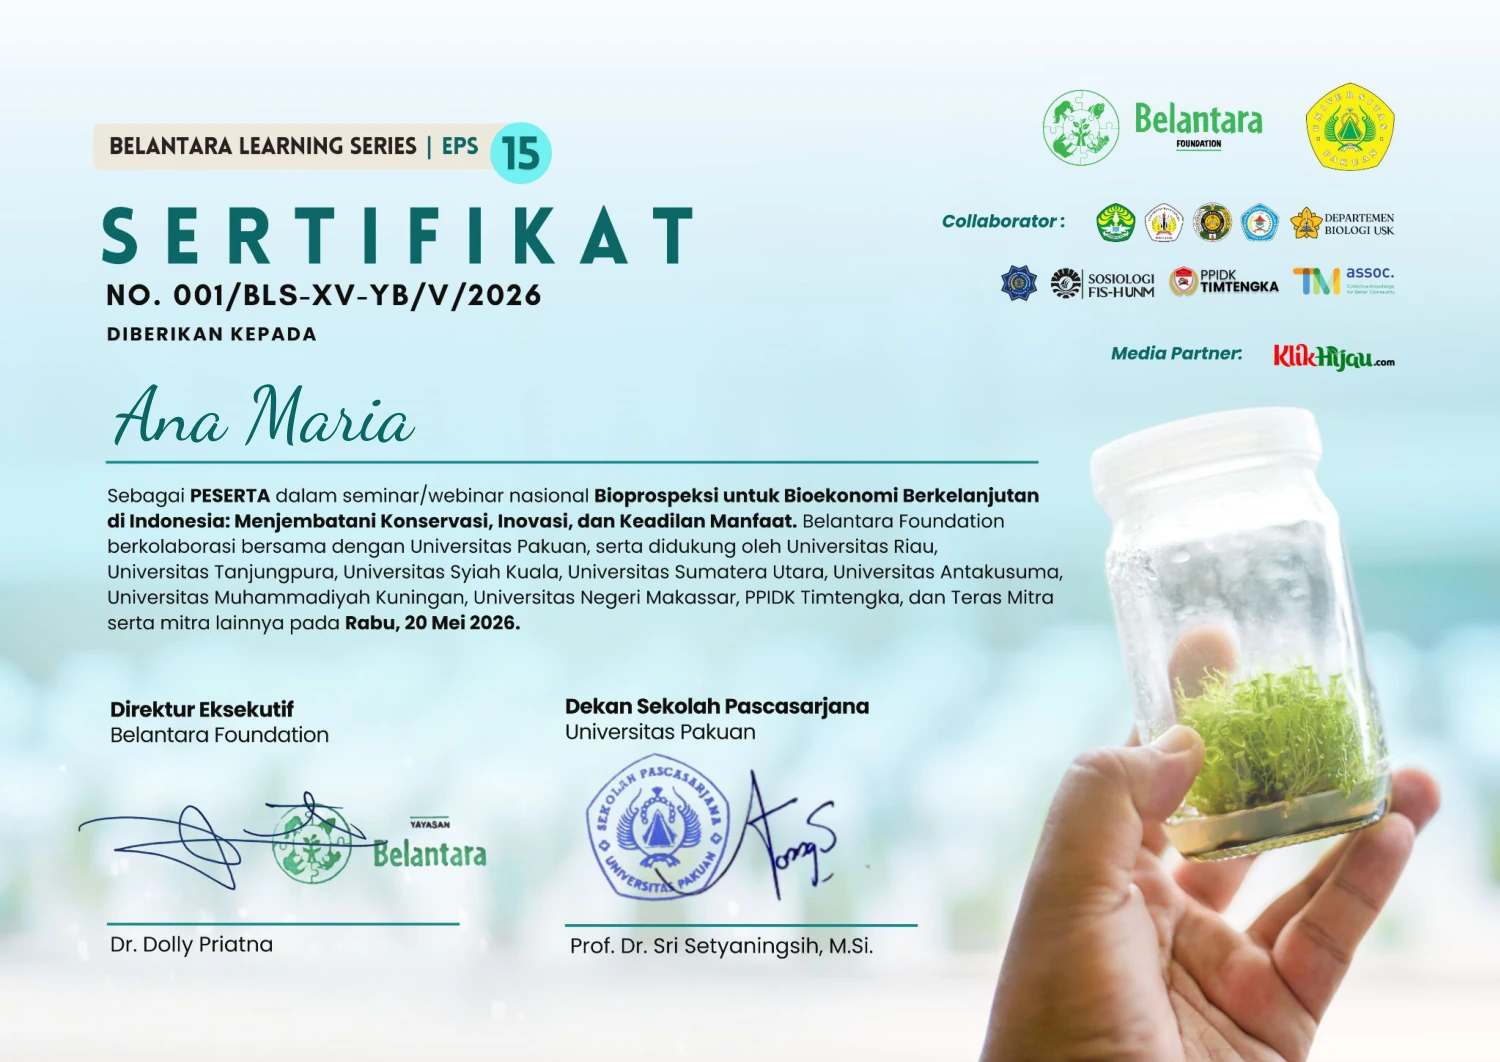 BELANTARA LEARNING SERIES | EPS 15
Belantara
FOUNDATION
UNIVERSITAS PAKUAN
SERTIFIKAT
NO. 001/BLS-XV-YB/V/2026
DIBERIKAN KEPADA
Collaborator :
DEPARTEMEN
BIOLOGI USK
SOSIOLOGI
FIS-HUNM
PPIDK
TIMTENGKA
TM assoc.
Media Partner:
KlikHijau.com
Ana Maria
Sebagai PESERTA dalam seminar/webinar nasional Bioprospeksi untuk Bioekonomi Berkelanjutan
di Indonesia: Menjembatani Konservasi, Inovasi, dan Keadilan Manfaat. Belantara Foundation
berkolaborasi bersama dengan Universitas Pakuan, serta didukung oleh Universitas Riau,
Universitas Tanjungpura, Universitas Syiah Kuala, Universitas Sumatera Utara, Universitas Antakusuma,
Universitas Muhammadiyah Kuningan, Universitas Negeri Makassar, PPIDK Timtengka, dan Teras Mitra
serta mitra lainnya pada Rabu, 20 Mei 2026.
Direktur Eksekutif
Belantara Foundation
YAYASAN
Belantara
Dr. Dolly Priatna
Dekan Sekolah Pascasarjana
Universitas Pakuan
SEKOLAH PASCASARJANA
UNIVERSITAS PAKUAN
Prof. Dr. Sri Setyaningsih, M.Si.